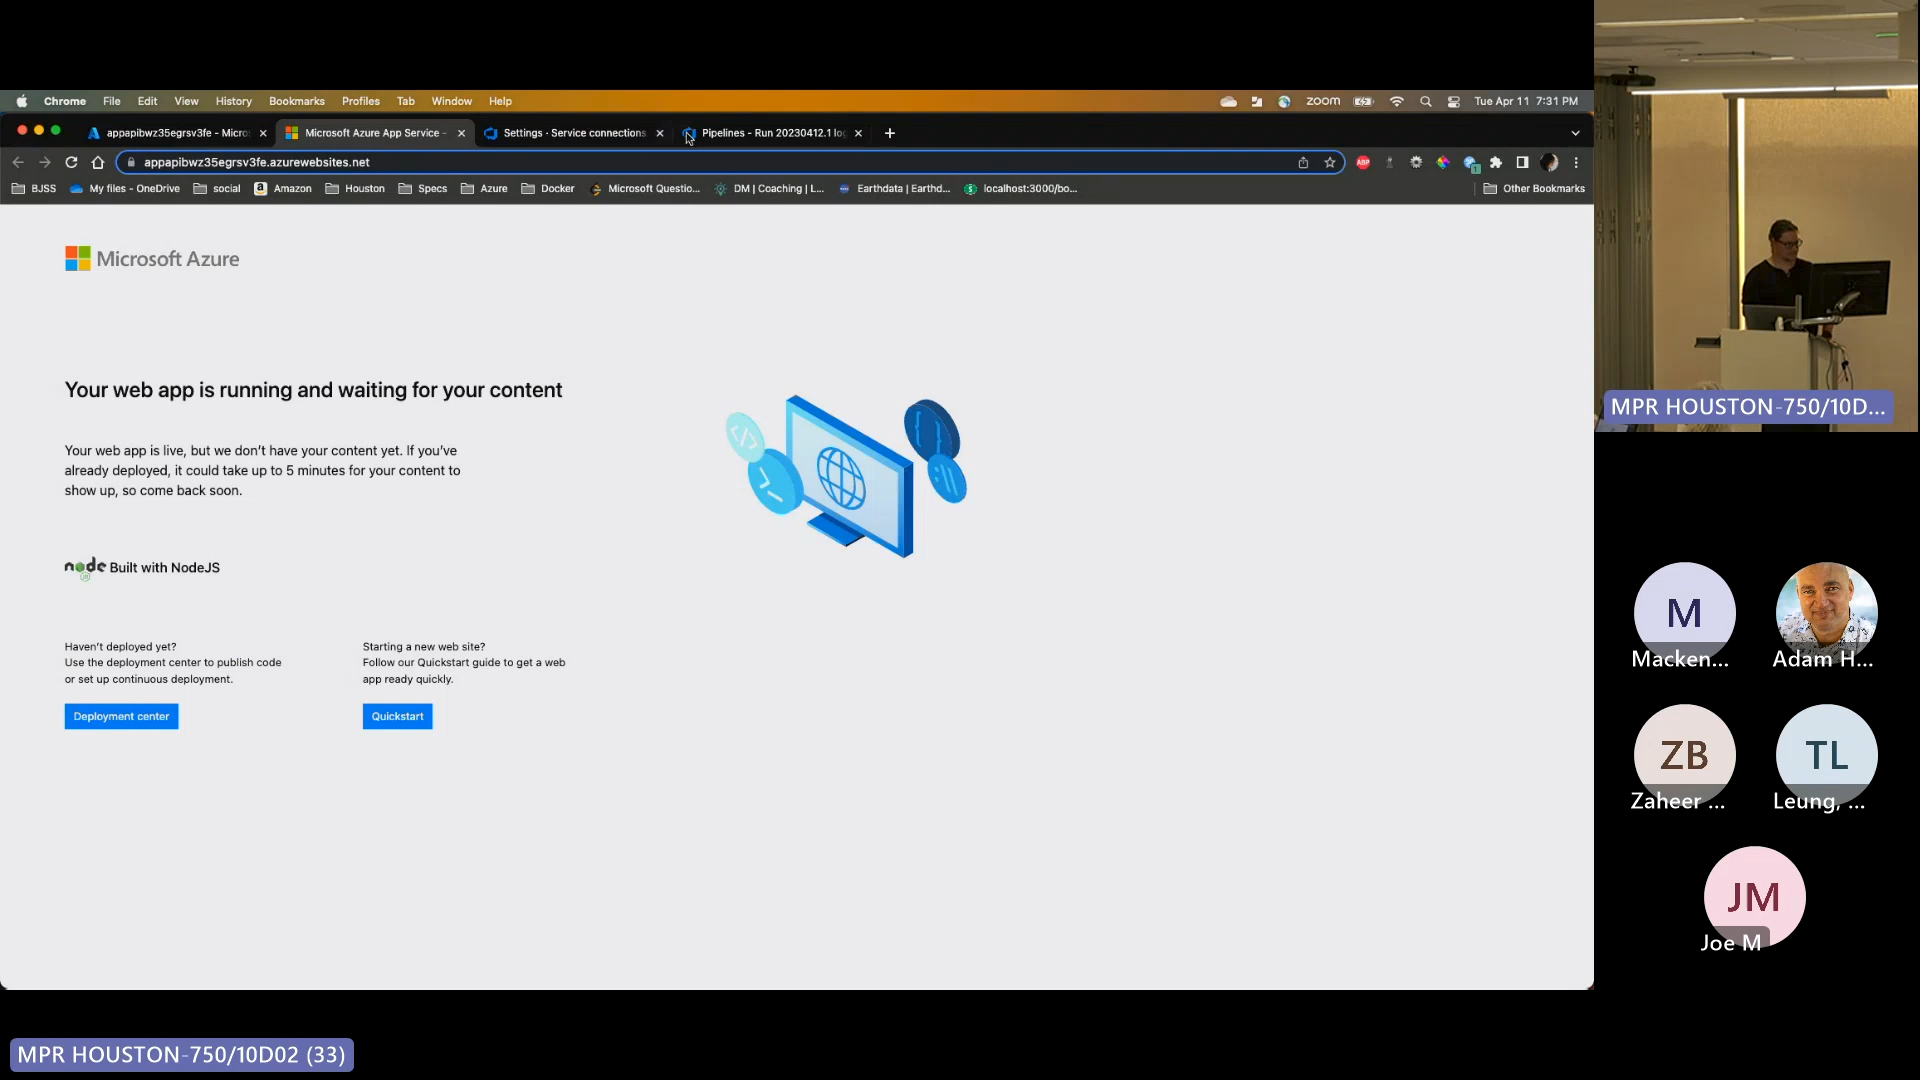 Chrome File Edit View History Bookmarks Profiles Tab Window Help zoom Tue Apr 11 7:31 PM
appapibwz35egrsv3fe - Micro Microsoft Azure App Service - Settings · Service connections Pipelines - Run 20230412.1 lo
appapibwz35egrsv3fe.azurewebsites.net
ABP
1
BJSS My files - OneDrive social Amazon Houston Specs Azure Docker Microsoft Questio... DM | Coaching | L... Earthdata | Earthd... localhost:3000/bo... Other Bookmarks
Microsoft Azure
Your web app is running and waiting for your content
Your web app is live, but we don't have your content yet. If you've
already deployed, it could take up to 5 minutes for your content to
show up, so come back soon.
node Built with NodeJS
JS
Haven't deployed yet?
Use the deployment center to publish code
or set up continuous deployment.
Deployment center
Starting a new web site?
Follow our Quickstart guide to get a web
app ready quickly.
Quickstart
MPR HOUSTON-750/10D...
M
Macken...
Adam H...
ZB
Zaheer ...
TL
Leung, ...
JM
Joe M
MPR HOUSTON-750/10D02 (33)